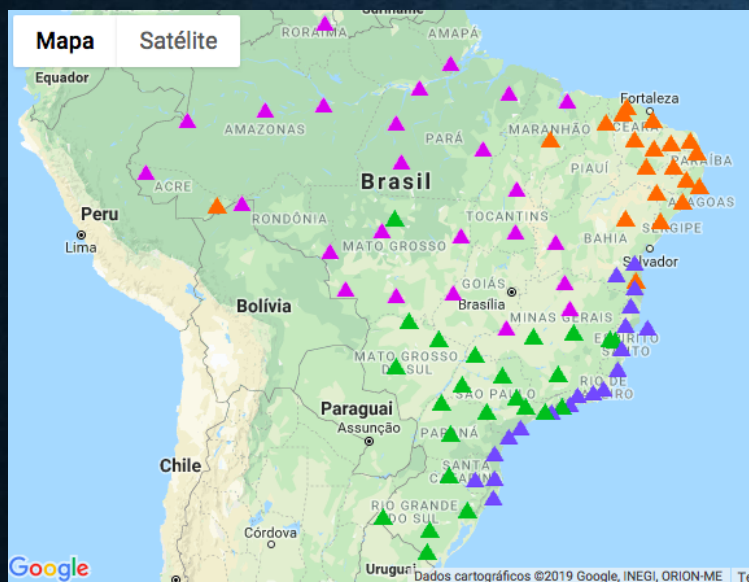 Suriname
Mapa
Satélite
RORAIMA
AMAPÁ
Equador
Fortaleza
AMAZONAS
PARÁ
MARANHÃO
CEARÁ
Brasil
PIAUÍ
PARAÍBA
ACRE
Peru
RONDÔNIA
TOCANTINS
ALAGOAS
Lima
MATO GROSSO
BAHIA
SERGIPE
Salvador
GOIÁS
Brasília
Bolívia
MINAS GERAIS
ESPÍRITO
SANTO
MATO GROSSO
DO SUL
SÃO PAULO
RIO DE
JANEIRO
Paraguai
Assunção
PARANÁ
Chile
SANTA
CATARINA
RIO GRANDE
DO SUL
Córdova
Uruguai
Google
Dados cartográficos ©2019 Google, INEGI, ORION-ME